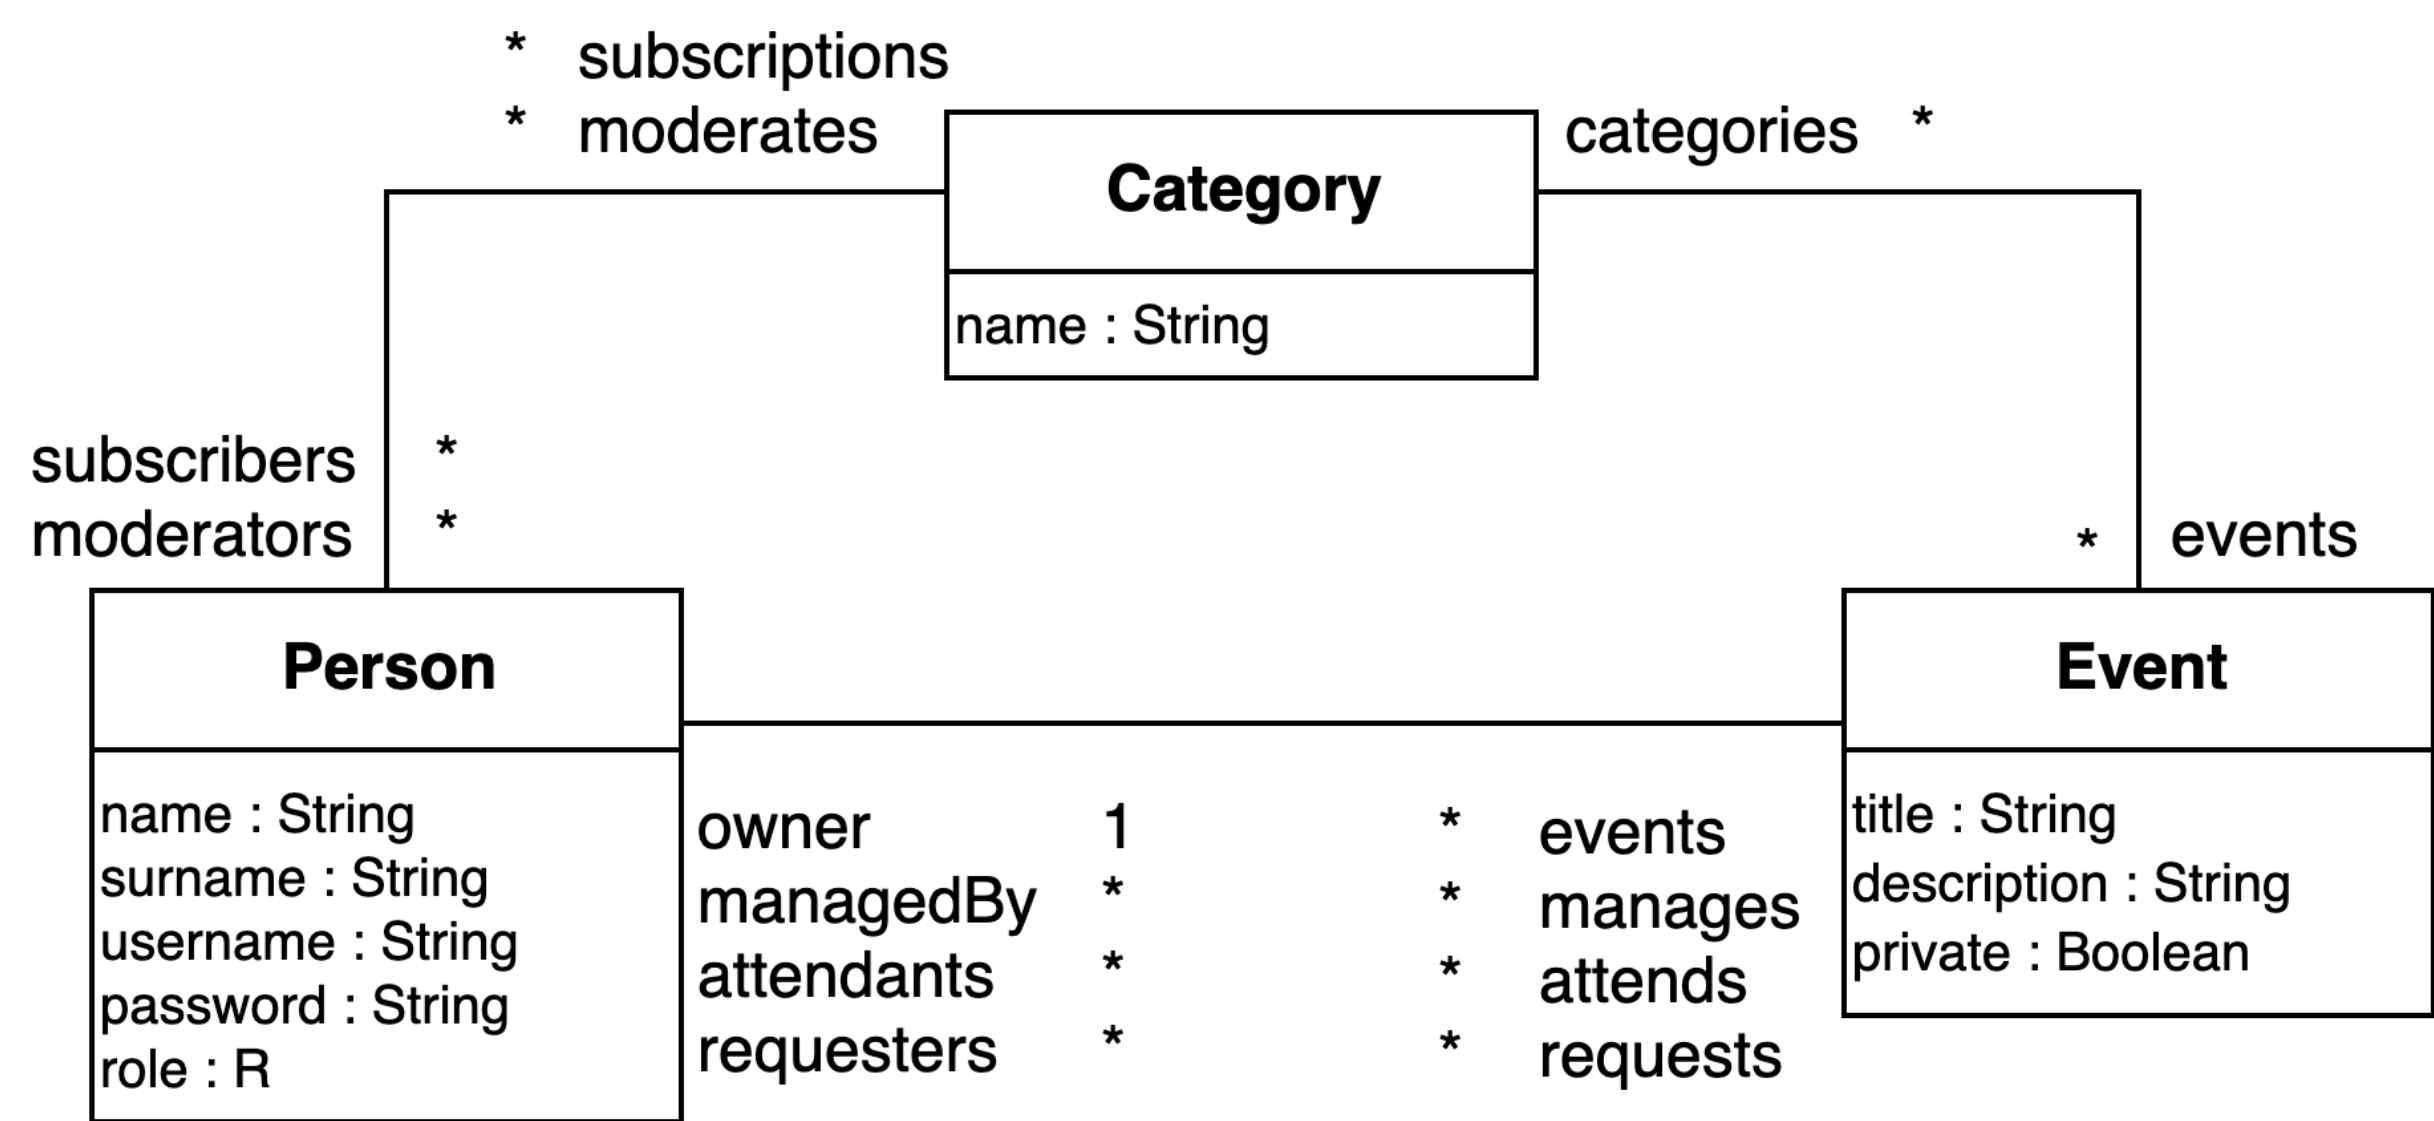 * subscriptions
* moderates
categories *
Category
name : String
subscribers *
moderators *
* events
Person
name : String
surname : String
username : String
password : String
role : R
owner 1 * events
managedBy * * manages
attendants * * attends
requesters * * requests
Event
title : String
description : String
private : Boolean